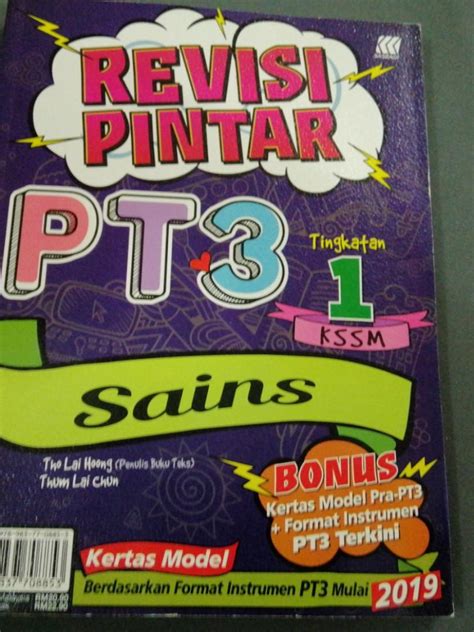 REVISI
PINTAR
PT3
Tingkatan
1
KSSM
Sains
Tho Lai Hoong (Penulis Buku Teks)
Thum Lai Chun
BONUS
Kertas Model Pra-PT3
+ Format Instrumen
PT3 Terkini
Kertas Model
Berdasarkan Format Instrumen PT3 Mulai 2019